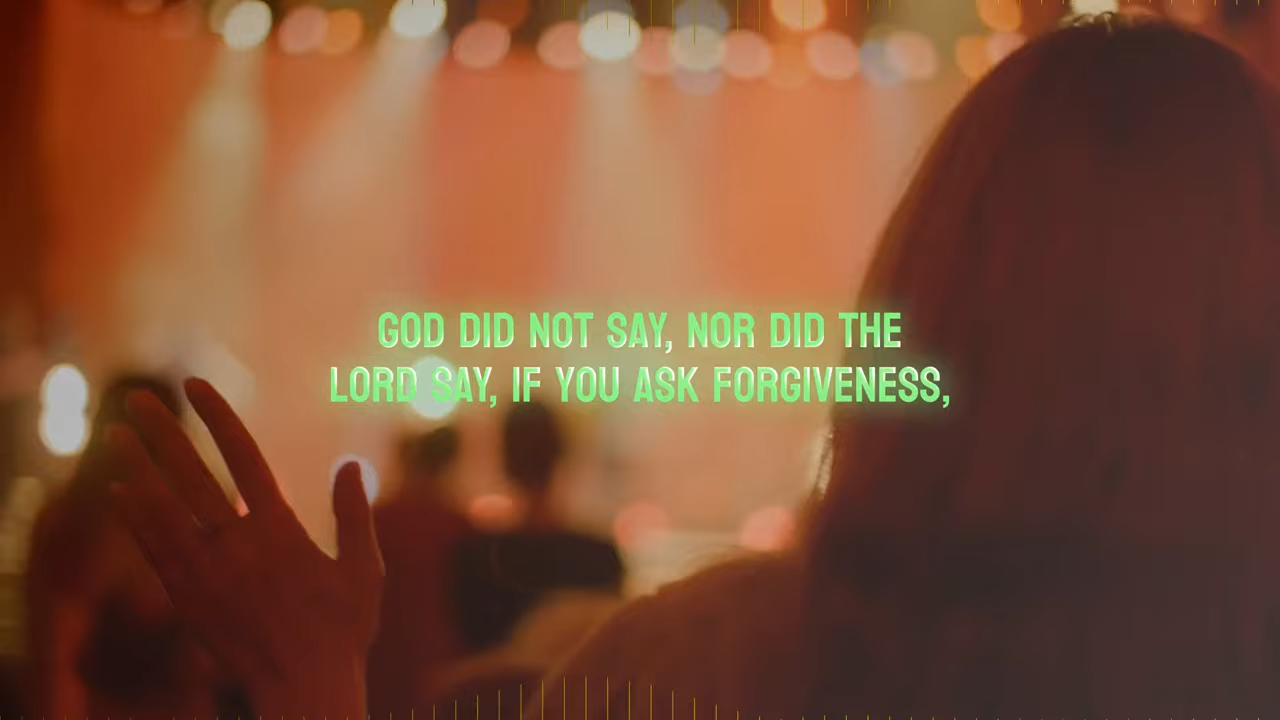 GOD DID NOT SAY, NOR DID THE
LORD SAY, IF YOU ASK FORGIVENESS,